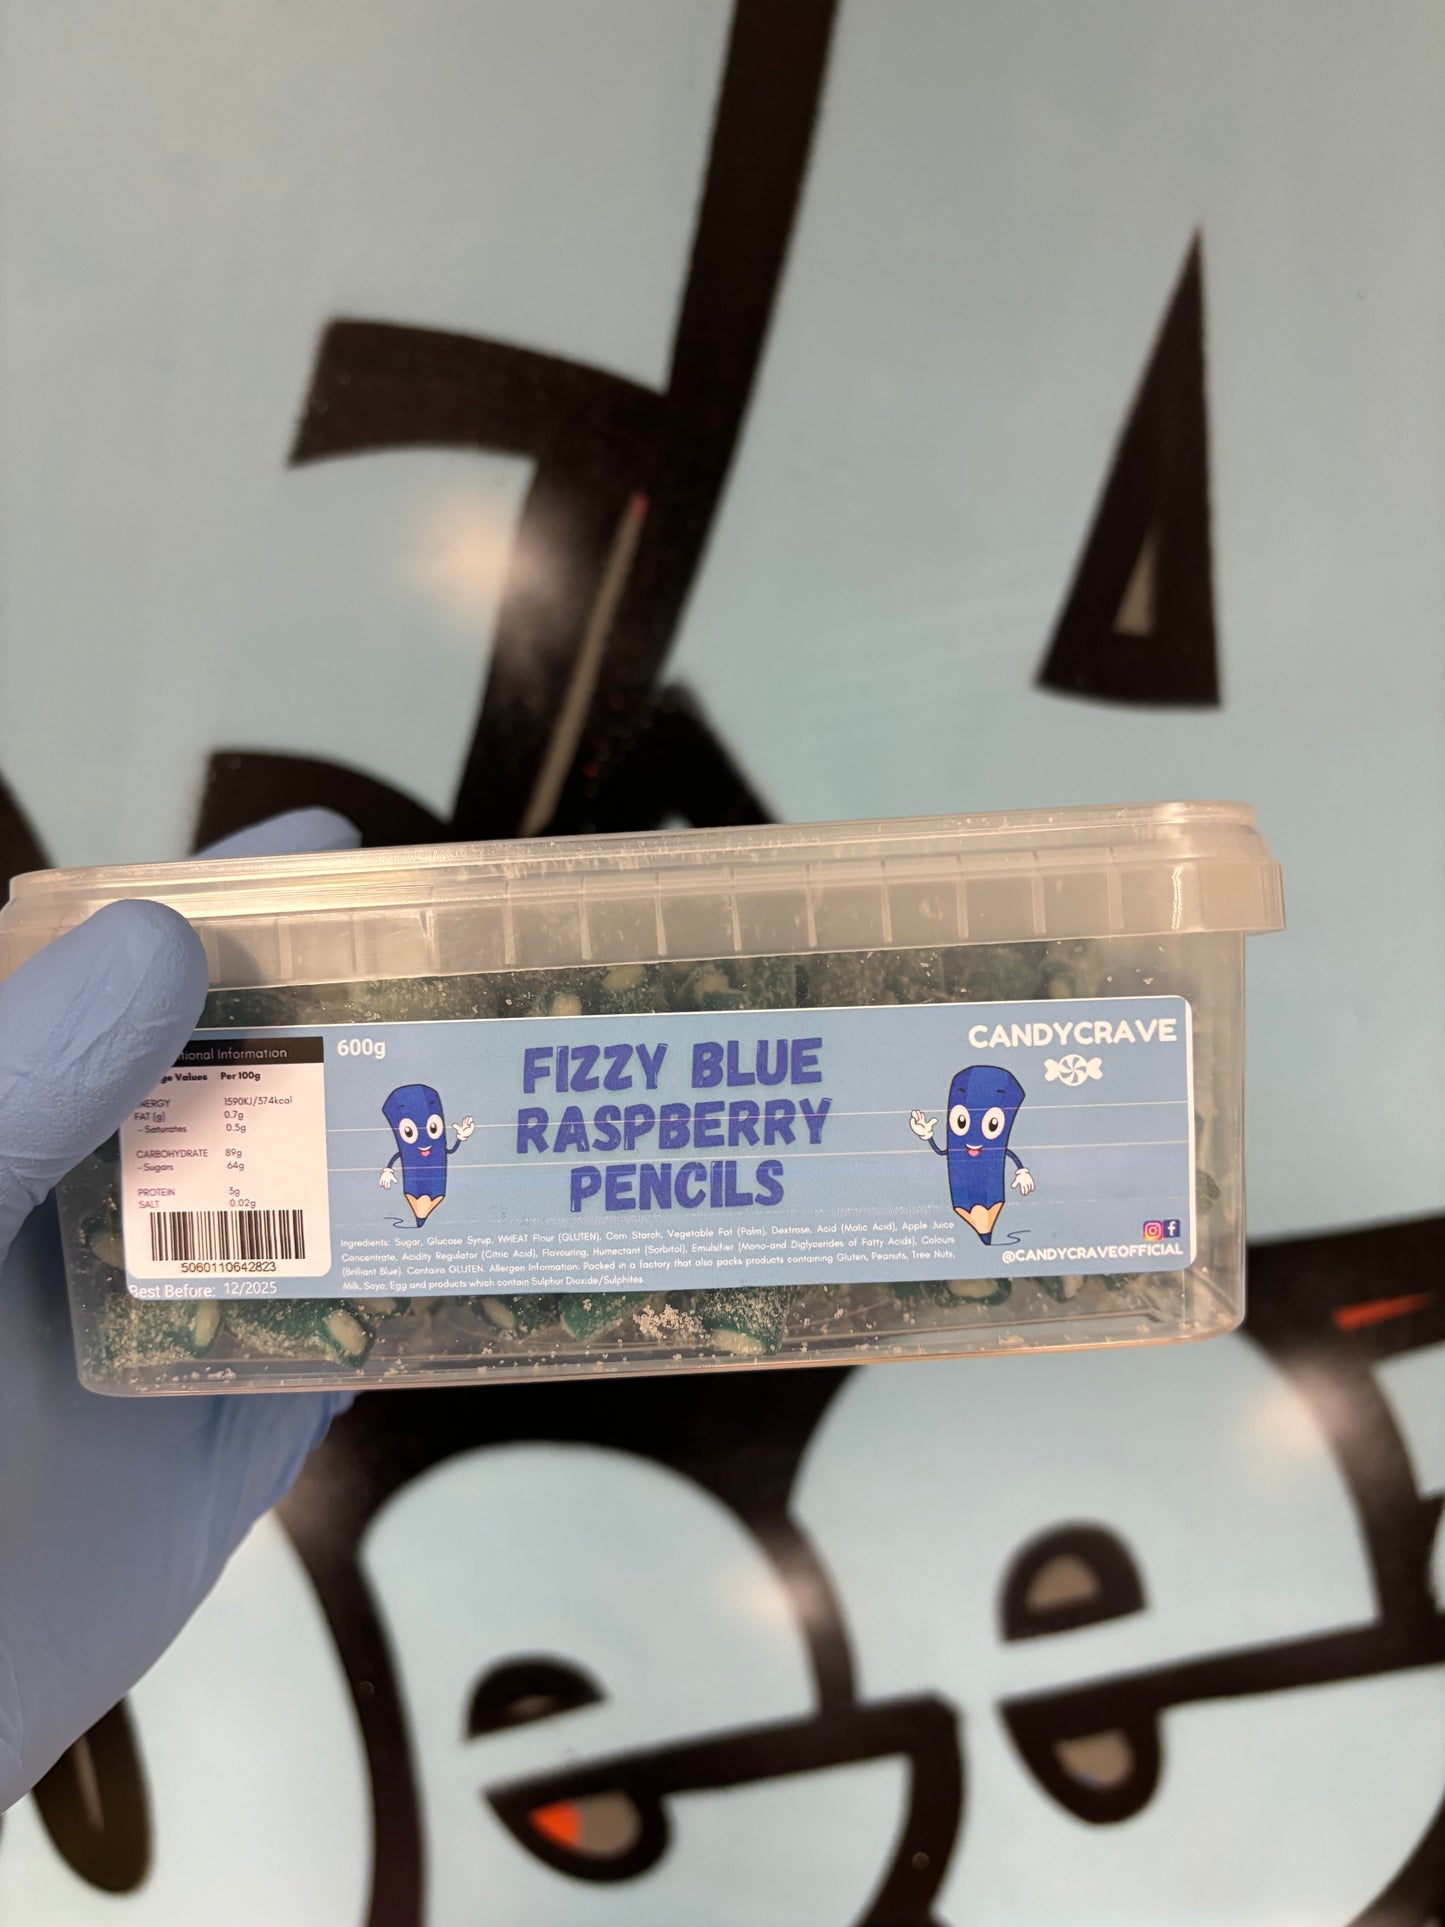 600g
CANDYCRAVE
FIZZY BLUE
RASPBERRY
PENCILS
Information
Values Per 100g
1590KJ/374kcal
FAT (g) 0.7g
- Saturates 0.5g
CARBOHYDRATE 89g
- Sugars 64g
PROTEIN 3g
SALT 0.02g
5060110642823
Best Before: 12/2025
Ingredients: Sugar, Glucose Syrup, WHEAT Flour (GLUTEN), Corn Starch, Vegetable Fat (Palm), Dextrose, Acid (Malic Acid), Apple Juice
Concentrate, Acidity Regulator (Citric Acid), Flavouring, Humectant (Sorbitol), Emulsifier (Mono-and Diglycerides of Fatty Acids), Colours
(Brilliant Blue). Contains GLUTEN. Allergen Information: Packed in a factory that also packs products containing Gluten, Peanuts, Tree Nuts,
Milk, Soya, Egg and products which contain Sulphur Dioxide/Sulphites.
@CANDYCRAVEOFFICIAL